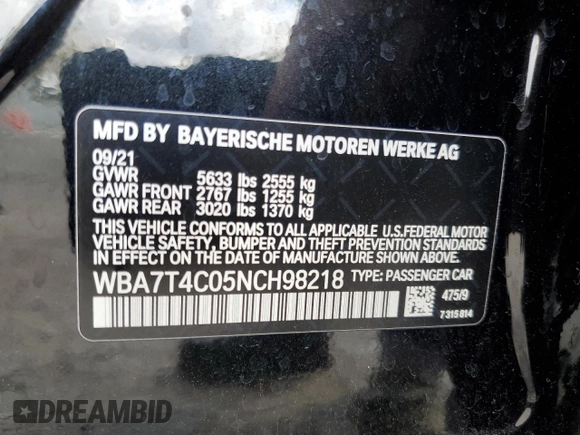 MFD BY BAYERISCHE MOTOREN WERKE AG
09/21
GVWR 5633 lbs 2555 kg
GAWR FRONT 2767 lbs 1255 kg
GAWR REAR 3020 lbs 1370 kg
THIS VEHICLE CONFORMS TO ALL APPLICABLE U.S.FEDERAL MOTOR
VEHICLE SAFETY, BUMPER AND THEFT PREVENTION STANDARDS
IN EFFECT ON THE DATE OF MANUFACTURE SHOWN ABOVE.
WBA7T4C05NCH98218 TYPE: PASSENGER CAR
475/9
7315814
DREAMBID